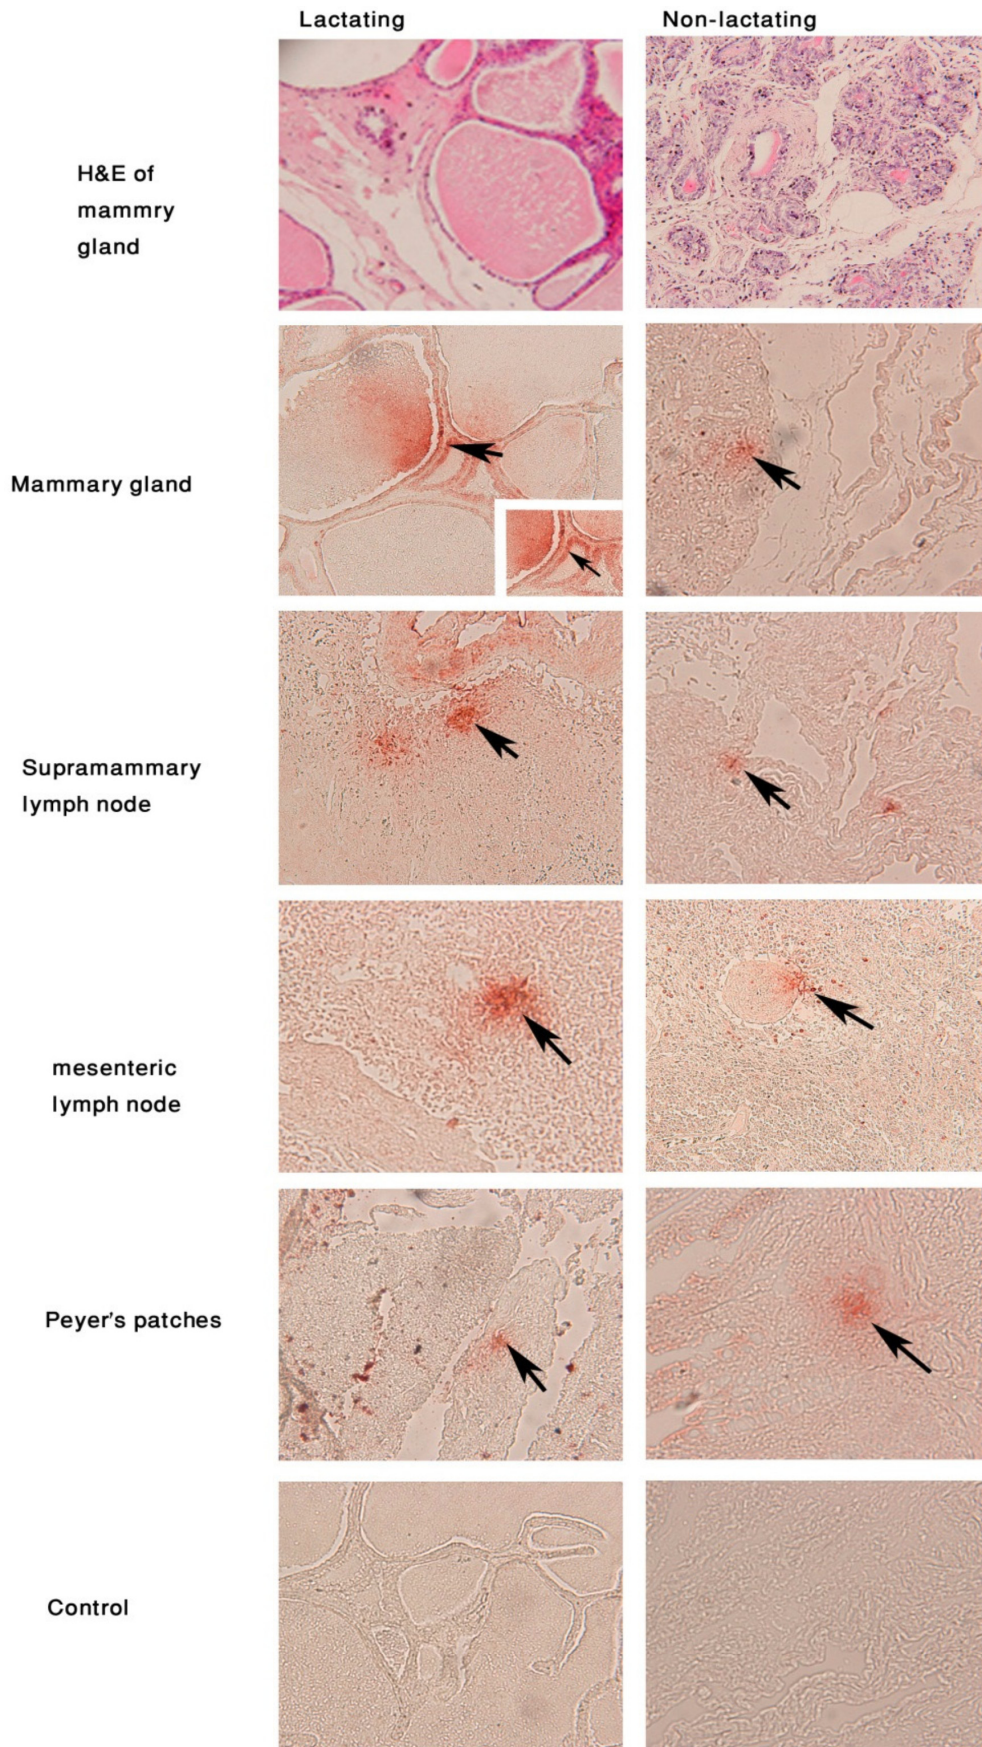 Lactating
Non-lactating
H&E of
mammry
gland
Mammary gland
Supramammary
lymph node
mesenteric
lymph node
Peyer's patches
Control